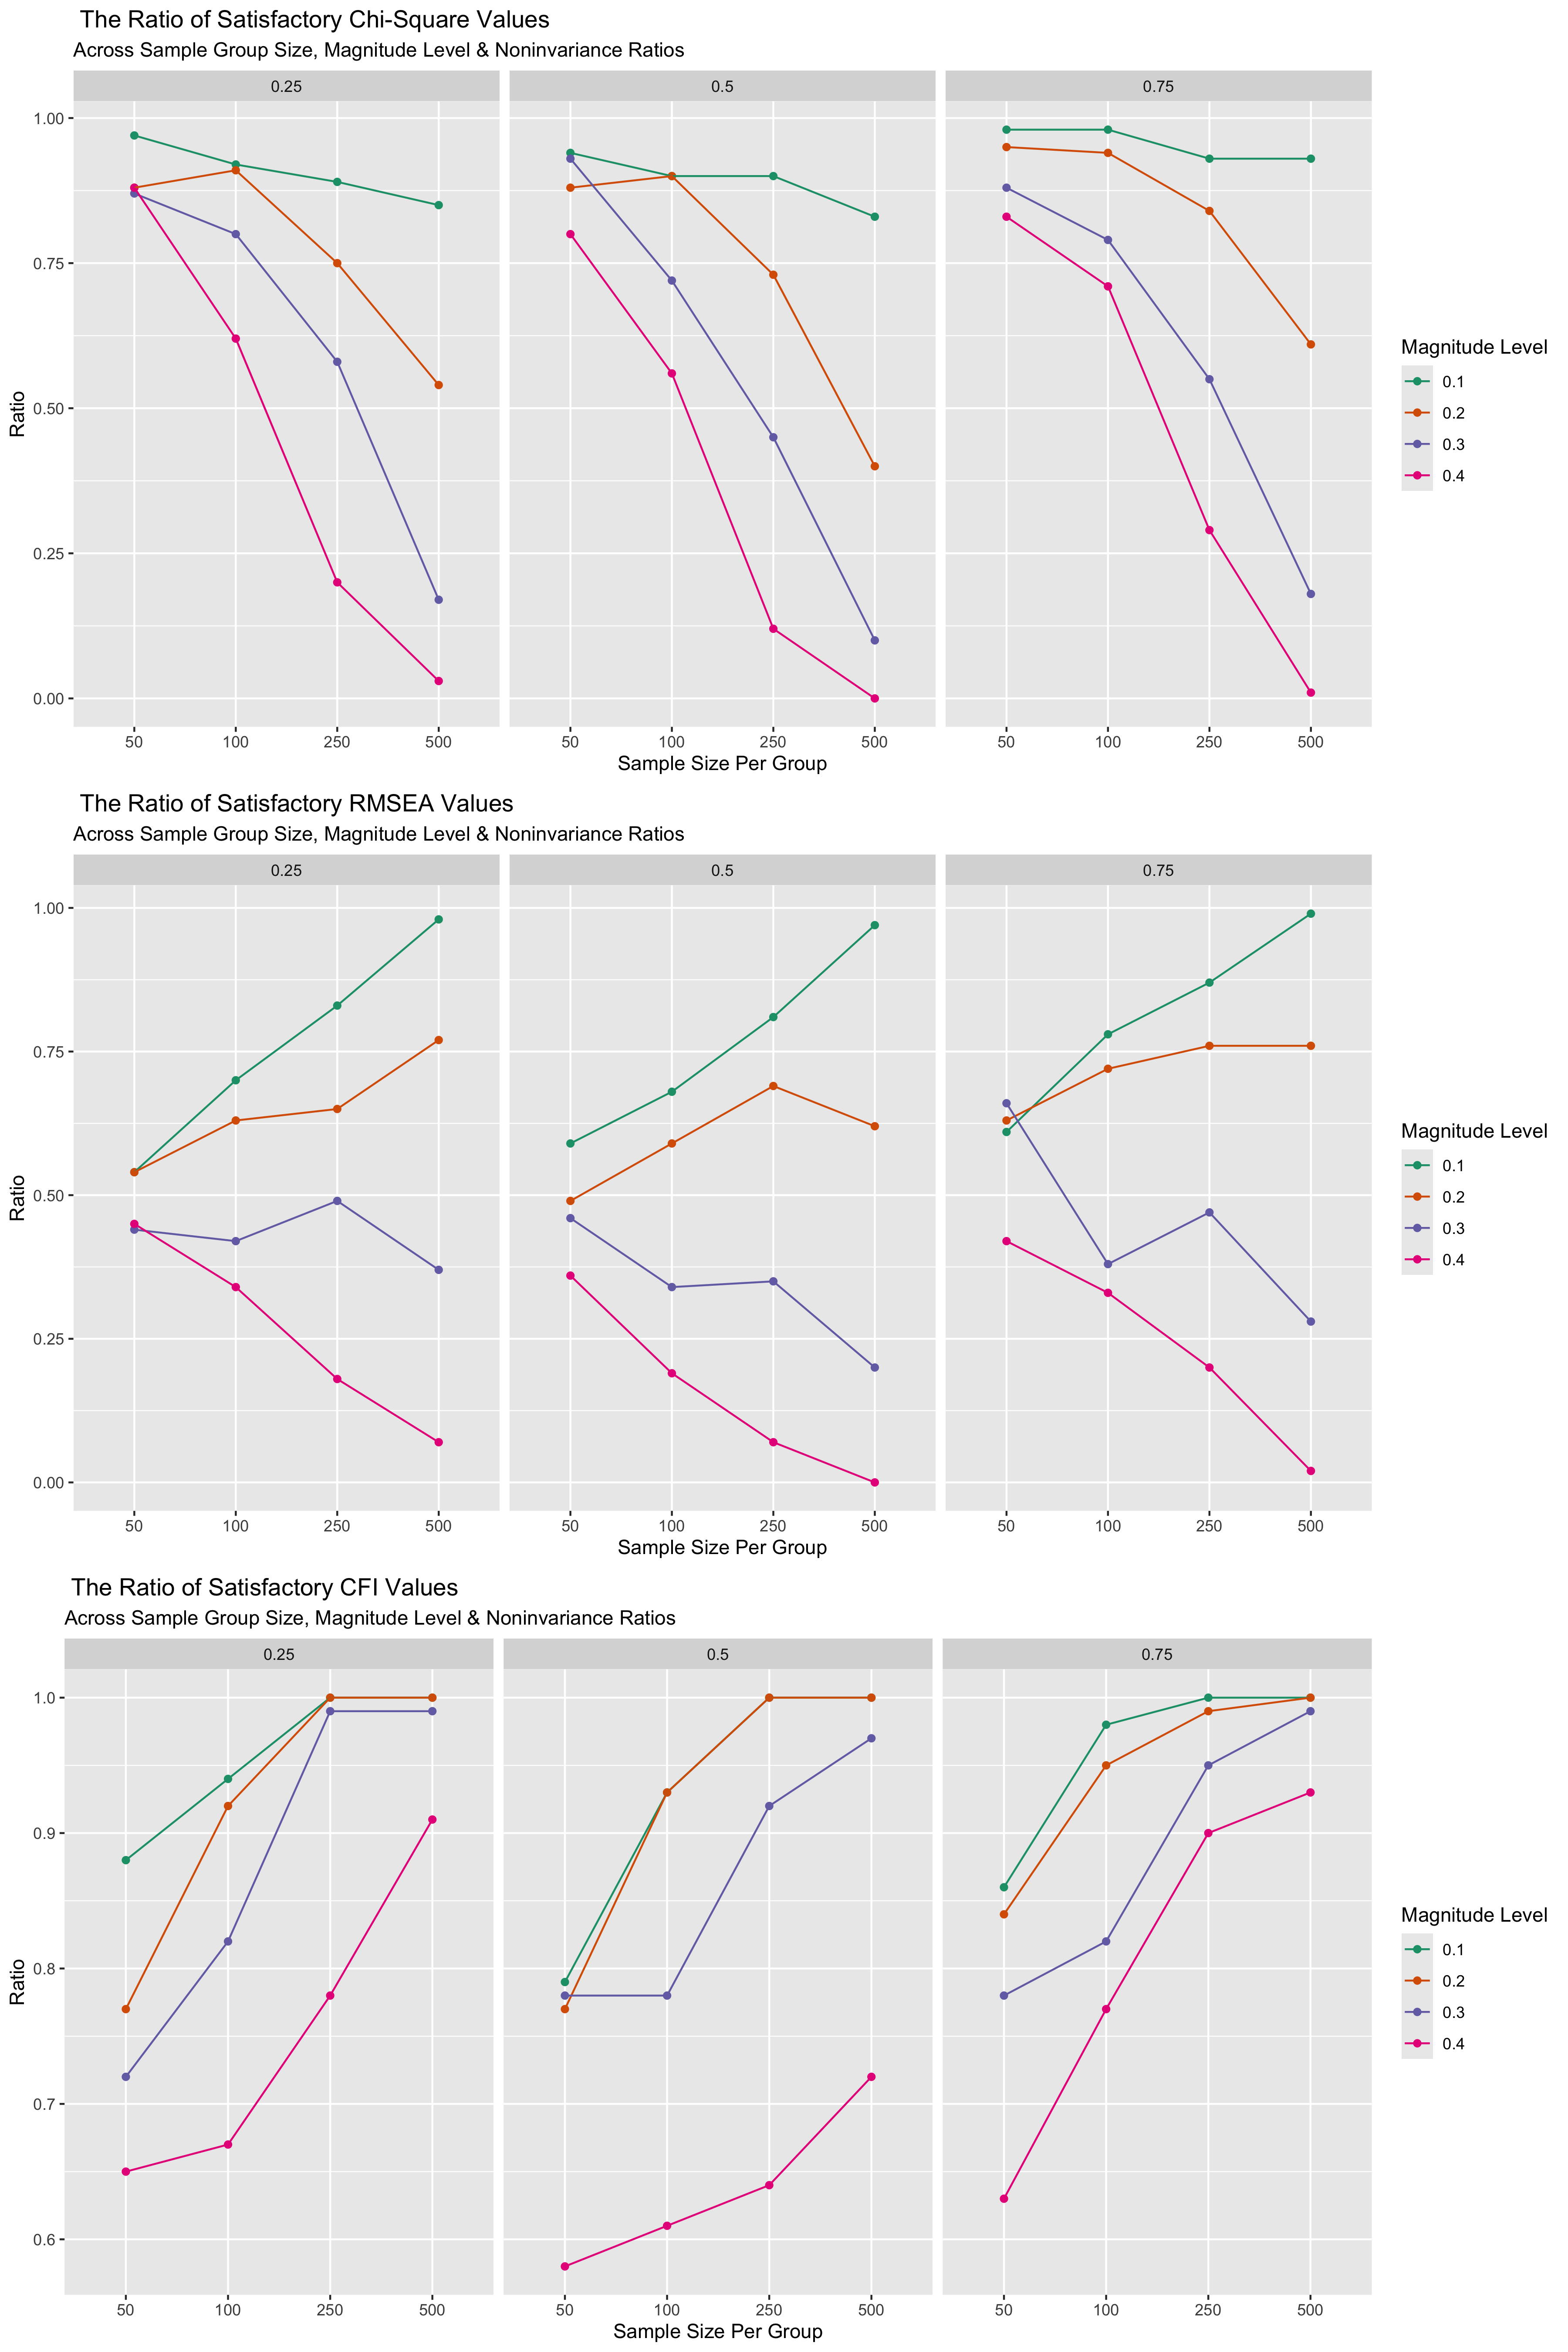 The Ratio of Satisfactory Chi-Square Values
Across Sample Group Size, Magnitude Level & Noninvariance Ratios
0.25
0.5
0.75
1.00
0.75
0.50
0.25
0.00
Ratio
50 100 250 500
50 100 250 500
50 100 250 500
Sample Size Per Group
Magnitude Level
0.1
0.2
0.3
0.4
The Ratio of Satisfactory RMSEA Values
Across Sample Group Size, Magnitude Level & Noninvariance Ratios
0.25
0.5
0.75
1.00
0.75
0.50
0.25
0.00
Ratio
50 100 250 500
50 100 250 500
50 100 250 500
Sample Size Per Group
Magnitude Level
0.1
0.2
0.3
0.4
The Ratio of Satisfactory CFI Values
Across Sample Group Size, Magnitude Level & Noninvariance Ratios
0.25
0.5
0.75
1.0
0.9
0.8
0.7
0.6
Ratio
50 100 250 500
50 100 250 500
50 100 250 500
Sample Size Per Group
Magnitude Level
0.1
0.2
0.3
0.4